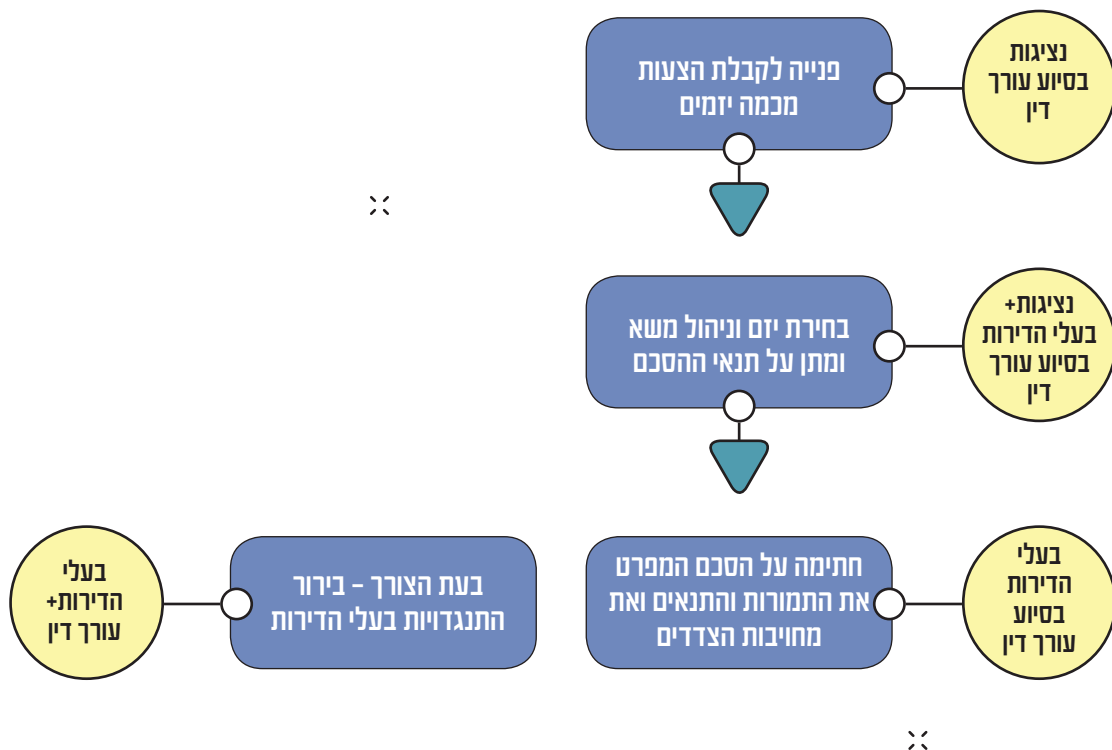 נציגות
בסיוע עורך
דין
פנייה לקבלת הצעות
מכמה יזמים
נציגות+
בעלי הדירות
בסיוע עורך
דין
בחירת יזם וניהול משא
ומתן על תנאי ההסכם
בעלי
הדירות
בסיוע
עורך דין
חתימה על הסכם המפרט
את התמורות והתנאים ואת
מחויבות הצדדים
בעת הצורך – בירור
התנגדויות בעלי הדירות
בעלי
הדירות+
עורך דין